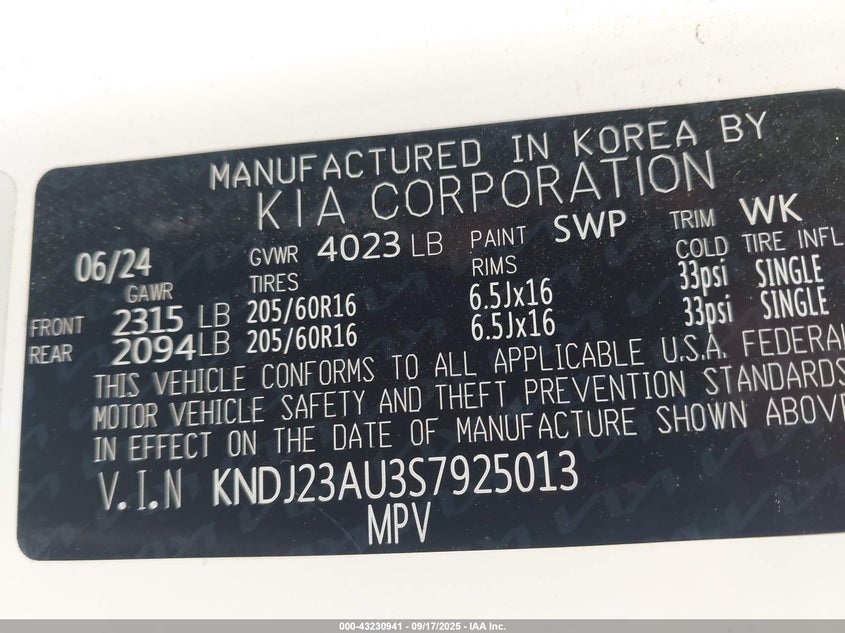 MANUFACTURED IN KOREA BY
KIA CORPORATION
06/24 GVWR 4023 LB PAINT SWP TRIM WK
GAWR TIRES RIMS COLD TIRE INFL
FRONT 2315 LB 205/60R16 6.5Jx16 33psi SINGLE
REAR 2094 LB 205/60R16 6.5Jx16 33psi SINGLE
THIS VEHICLE CONFORMS TO ALL APPLICABLE U.S.A. FEDERAL
MOTOR VEHICLE SAFETY AND THEFT PREVENTION STANDARDS
IN EFFECT ON THE DATE OF MANUFACTURE SHOWN ABOVE
V.I.N KNDJ23AU3S7925013
MPV
000-43230941 - 09/17/2025 - IAA Inc.